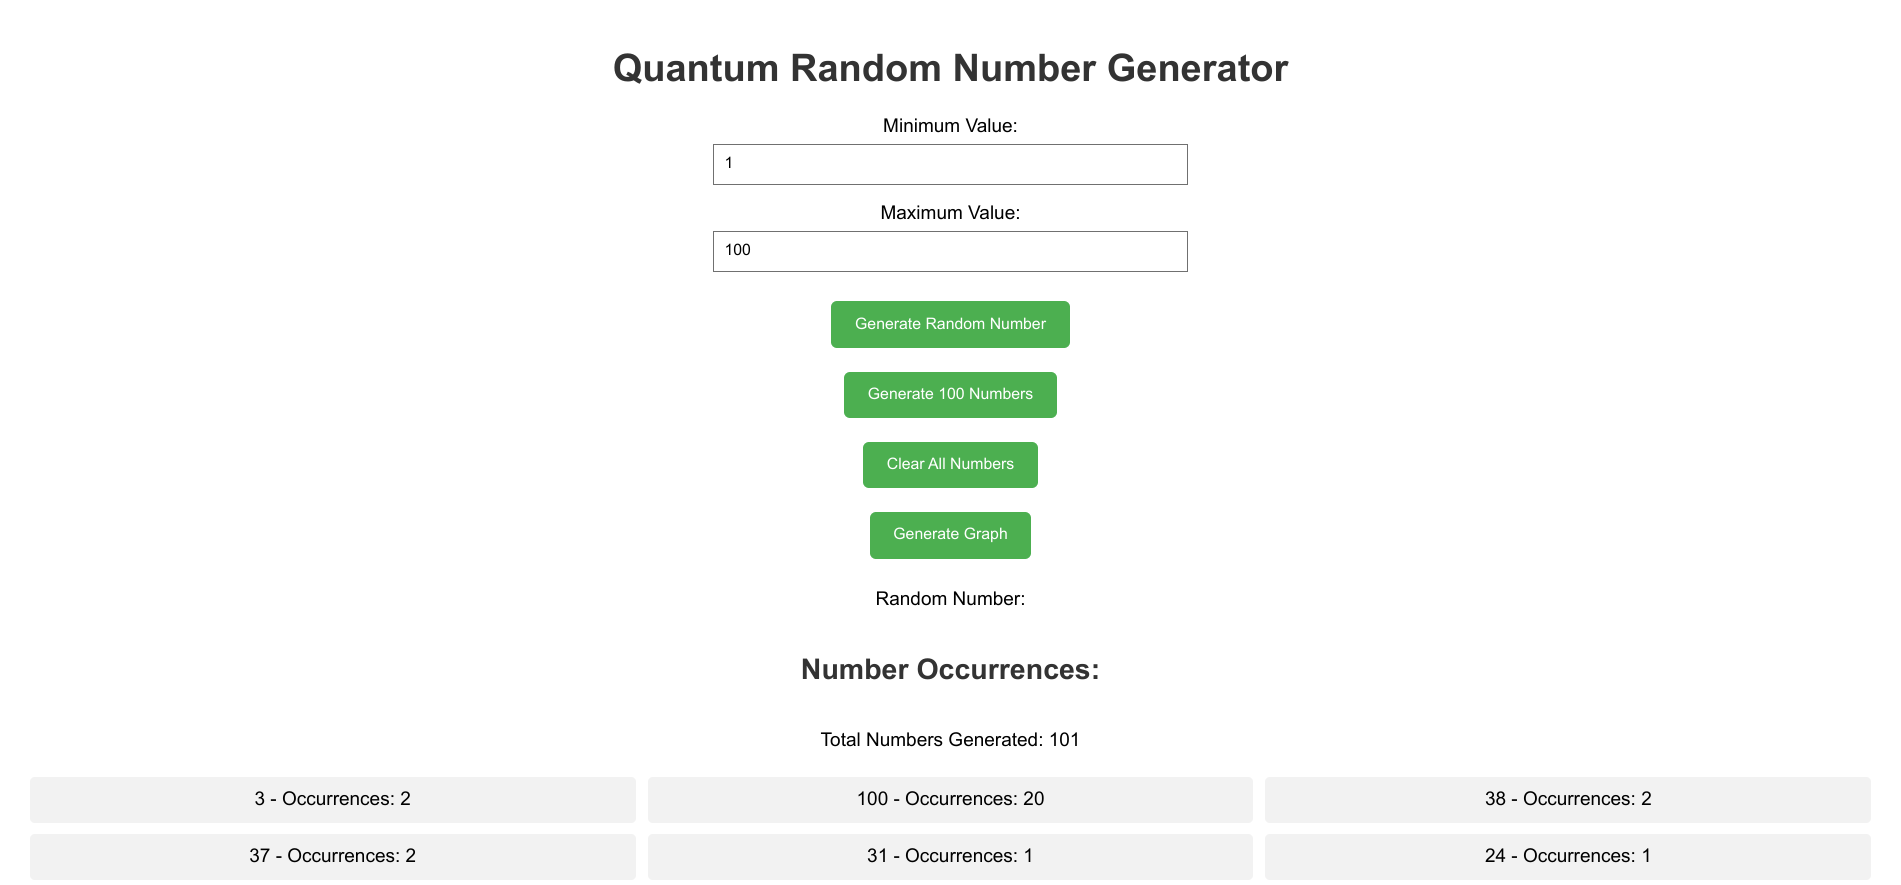 Quantum Random Number Generator
Minimum Value:
1
Maximum Value:
100
Generate Random Number
Generate 100 Numbers
Clear All Numbers
Generate Graph
Random Number:
Number Occurrences:
Total Numbers Generated: 101
3 - Occurrences: 2
100 - Occurrences: 20
38 - Occurrences: 2
37 - Occurrences: 2
31 - Occurrences: 1
24 - Occurrences: 1